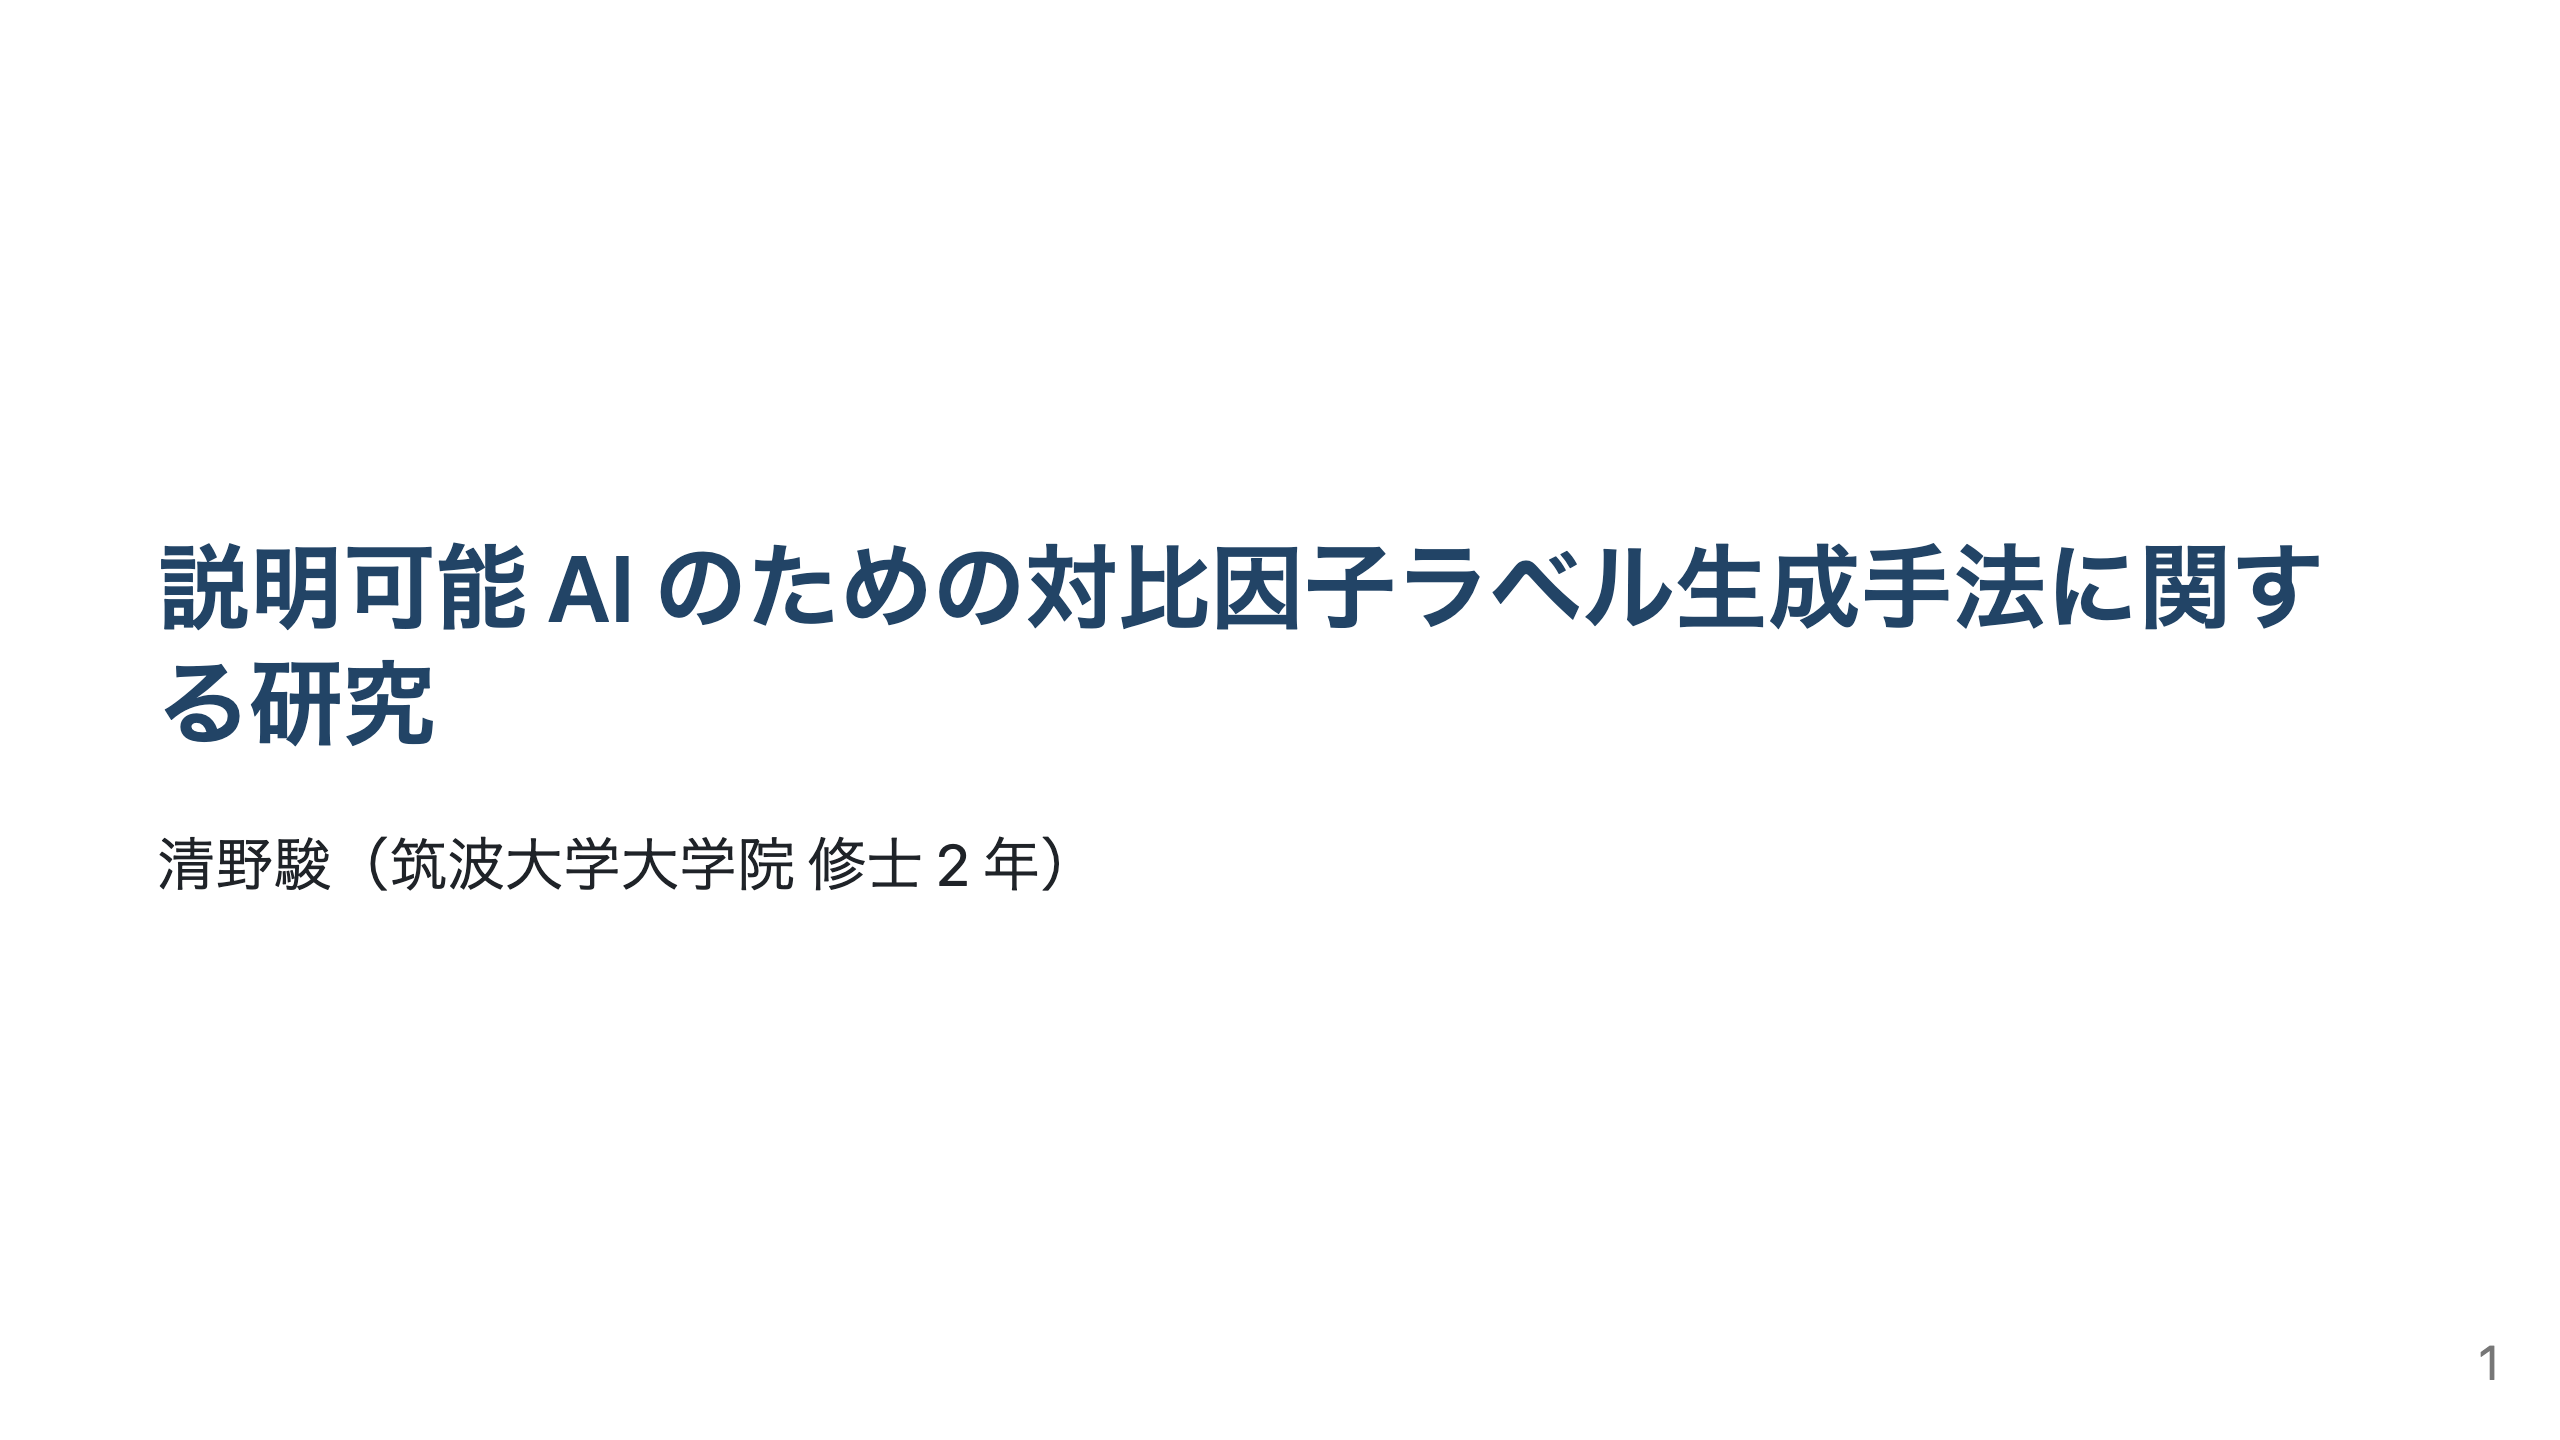 説明可能 AI のための対比因子ラベル生成手法に関す
る研究
清野駿（筑波大学大学院 修士 2 年）
1